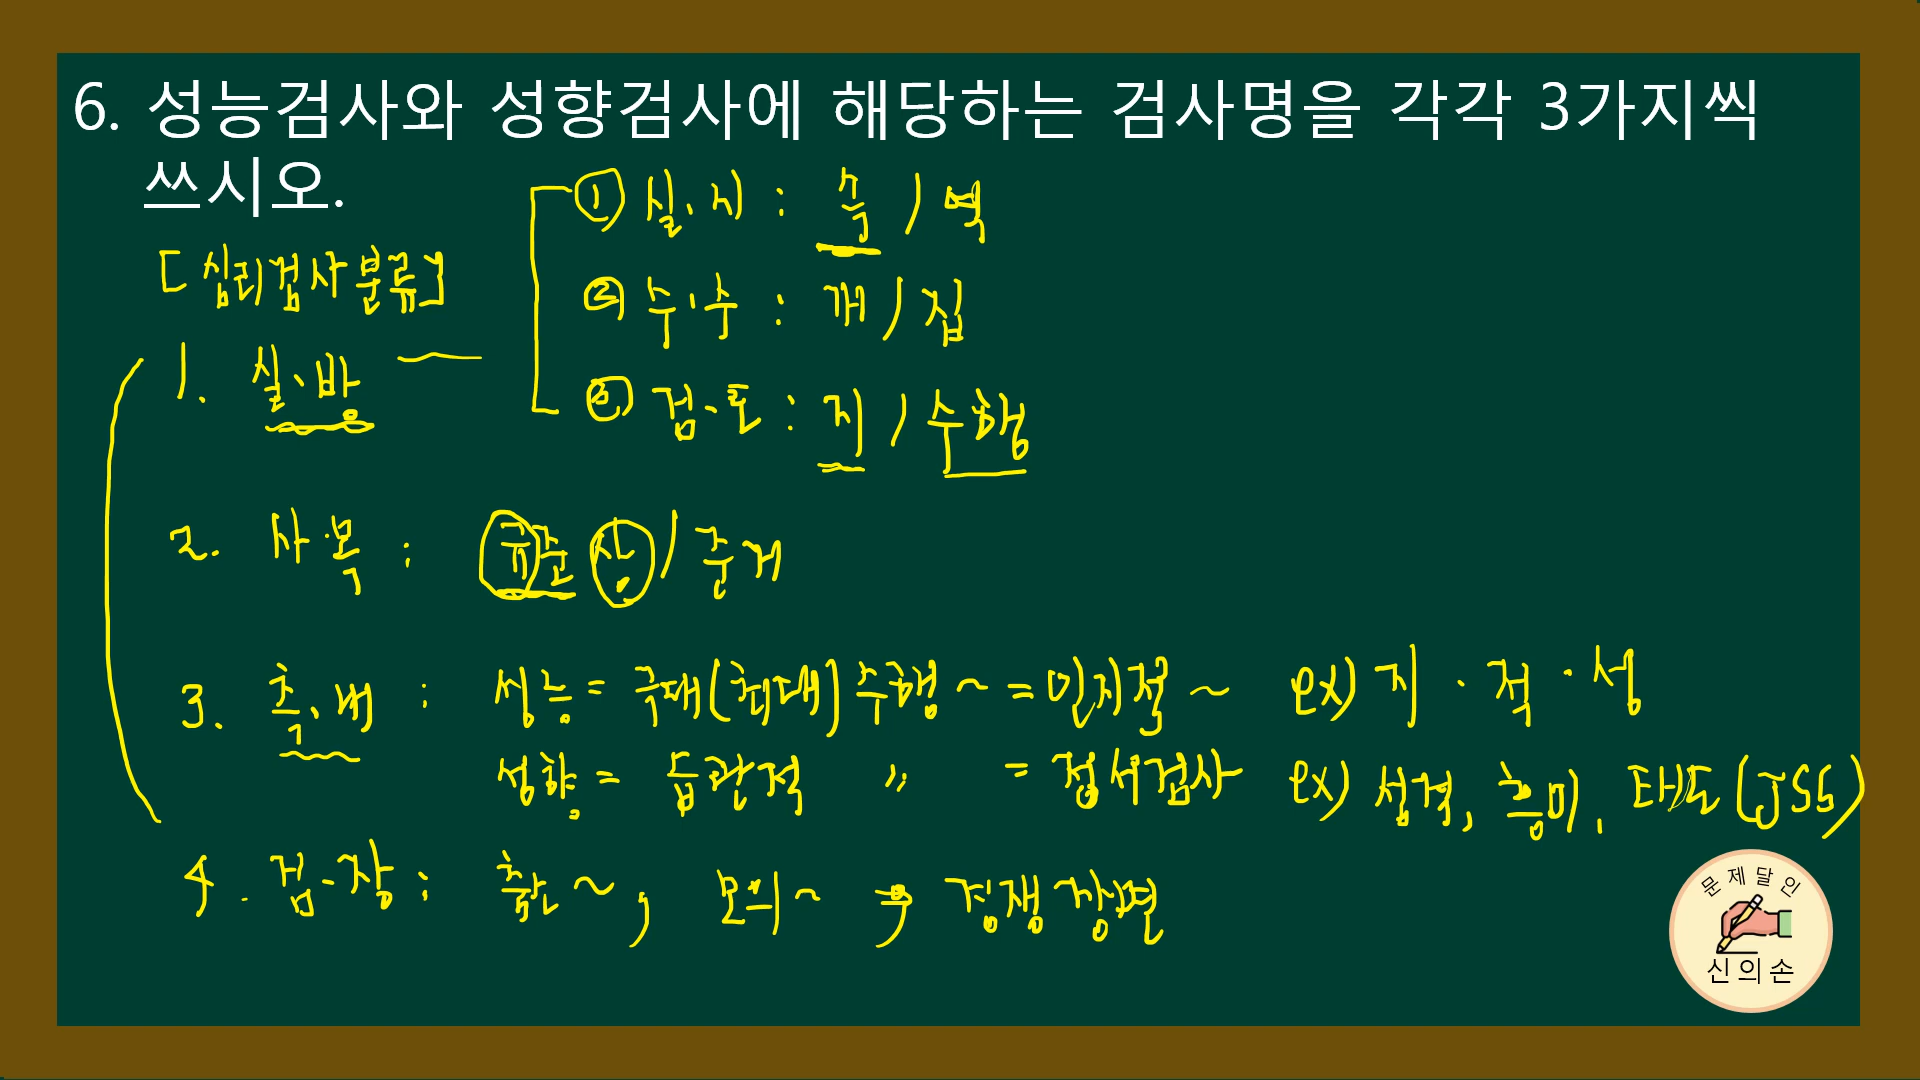 6. 성능검사와 성향검사에 해당하는 검사명을 각각 3가지씩
쓰시오.
[심리검사분류]
1. 실·방
① 실·시 : 속 / 역
② 수·수 : 개 / 집
③ 검·도 : 지 / 수행
2. 사·목 : 규준 상 / 준거
3. 측·내 : 성능 = 극대(최대) 수행 ~ = 인지적 ~ ex) 지 · 적 · 성
성향 = 습관적 〃 = 정서검사 ex) 성격, 흥미, 태도(JSS)
4. 검·장 : 축 ~, 모의 ~, 경쟁장면
문제달인
신의손